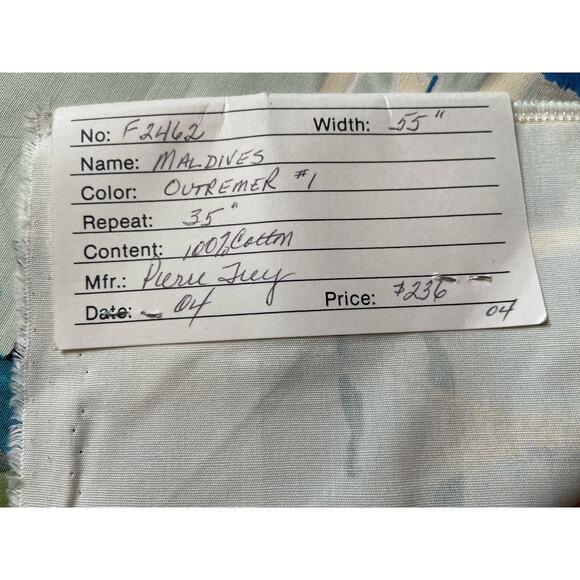 No: F2462 Width: 55"
Name: MALDIVES
Color: OUTREMER #1
Repeat: 35"
Content: 100% Cotton
Mfr.: Pierre Frey
Date: 04 Price: $236
04